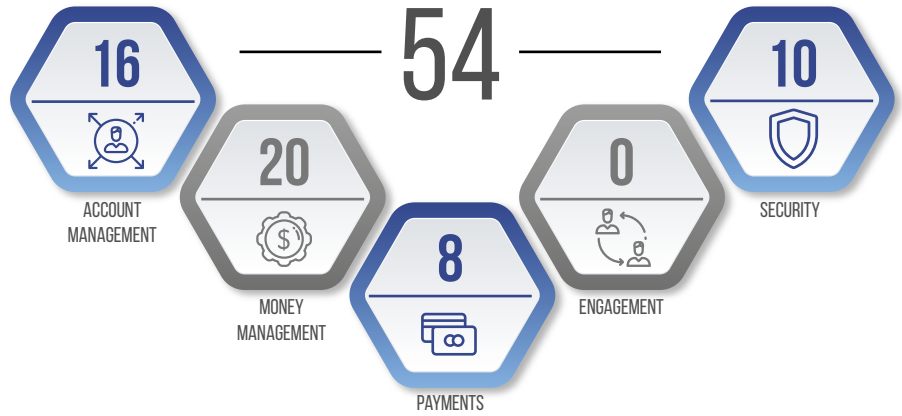 54
16
ACCOUNT
MANAGEMENT
20
$
MONEY
MANAGEMENT
8
PAYMENTS
0
ENGAGEMENT
10
SECURITY